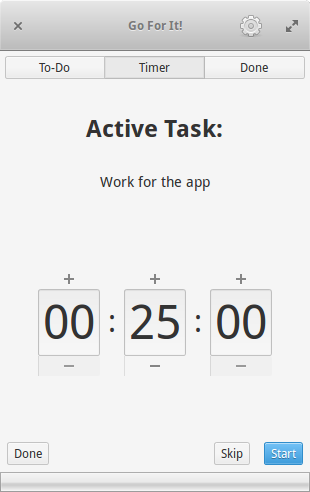 Go For It!
To-Do Timer Done
Active Task:
Work for the app
+ + +
00 : 25 : 00
− − −
Done Skip Start